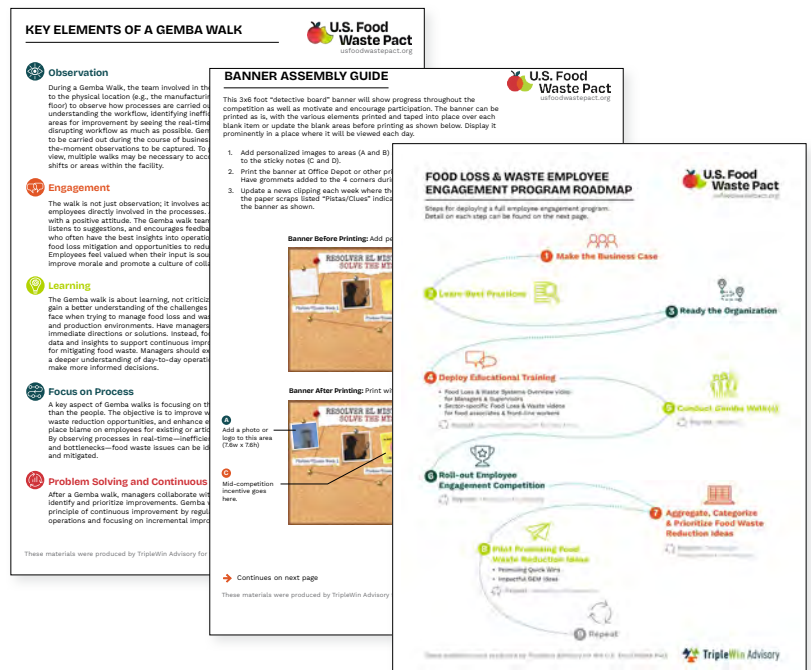 KEY ELEMENTS OF A GEMBA WALK
U.S. Food
Waste Pact
usfoodwastepact.org
Observation
During a Gemba Walk, the team involved in the
to the physical location (e.g., the manufacturing
floor) to observe how processes are carried ou
understanding the workflow, identifying ineffic
areas for improvement by seeing the real-time
disrupting workflow as much as possible. Gem
to be carried out during the course of business
the-moment observations to be captured. To g
view, multiple walks may be necessary to acc
shifts or areas within the facility.
Engagement
The walk is not just observation; it involves ac
employees directly involved in the processes.
with a positive attitude. The Gemba walk team
listens to suggestions, and encourages feedba
who often have the best insights into operatio
food loss mitigation and opportunities to redu
Employees feel valued when their input is sou
improve morale and promote a culture of colla
Learning
The Gemba walk is about learning, not criticiz
gain a better understanding of the challenges
face when trying to manage food loss and was
and production environments. Have managers
immediate directions or solutions. Instead, fo
data and insights to support continuous impro
for mitigating food waste. Managers should ex
a deeper understanding of day-to-day operati
make more informed decisions.
Focus on Process
A key aspect of Gemba walks is focusing on th
than the people. The objective is to improve w
waste reduction opportunities, and enhance e
place blame on employees for existing or artic
By observing processes in real-time—inefficie
and bottlenecks—food waste issues can be id
and mitigated.
Problem Solving and Continuous
After a Gemba walk, managers collaborate wit
identify and prioritize improvements. Gemba w
principle of continuous improvement by regul
operations and focusing on incremental impro
These materials were produced by TripleWin Advisory for
BANNER ASSEMBLY GUIDE
U.S. Food
Waste Pact
usfoodwastepact.org
This 3x6 foot “detective board” banner will show progress throughout the
competition as well as motivate and encourage participation. The banner can be
printed as is, with the various elements printed and taped into place over each
blank item or update the blank areas before printing as shown below. Display it
prominently in a place where it will be viewed each day.
1. Add personalized images to areas (A and B)
to the sticky notes (C and D).
2. Print the banner at Office Depot or other pri
Have grommets added to the 4 corners duri
3. Update a news clipping each week where th
the paper scraps listed “Pistas/Clues” indica
the banner as shown.
Banner Before Printing: Add pe
RESOLVER EL MIS
SOLVE THE MY
Banner After Printing: Print wit
RESOLVER EL MIS
SOLVE THE MY
A
Add a photo or
logo to this area
(7.6w x 7.6h)
C
Mid-competition
incentive goes
here.
Continues on next page
These materials were produced by TripleWin Advisory
FOOD LOSS & WASTE EMPLOYEE
ENGAGEMENT PROGRAM ROADMAP
U.S. Food
Waste Pact
usfoodwastepact.org
Steps for deploying a full employee engagement program.
Detail on each step can be found on the next page.
1 Make the Business Case
2 Learn Best Practices
3 Ready the Organization
4 Deploy Educational Training
• Food Loss & Waste Systems Overview video
for Managers & Supervisors
• Sector-specific Food Loss & Waste videos
for food associates & front-line workers
5 Conduct Gemba Walk(s)
6 Roll-out Employee
Engagement Competition
7 Aggregate, Categorize
& Prioritize Food Waste
Reduction Ideas
8 Pilot Promising Food
Waste Reduction Ideas
• Promising Quick Wins
• Impactful GEM Ideas
9 Repeat
TripleWin Advisory